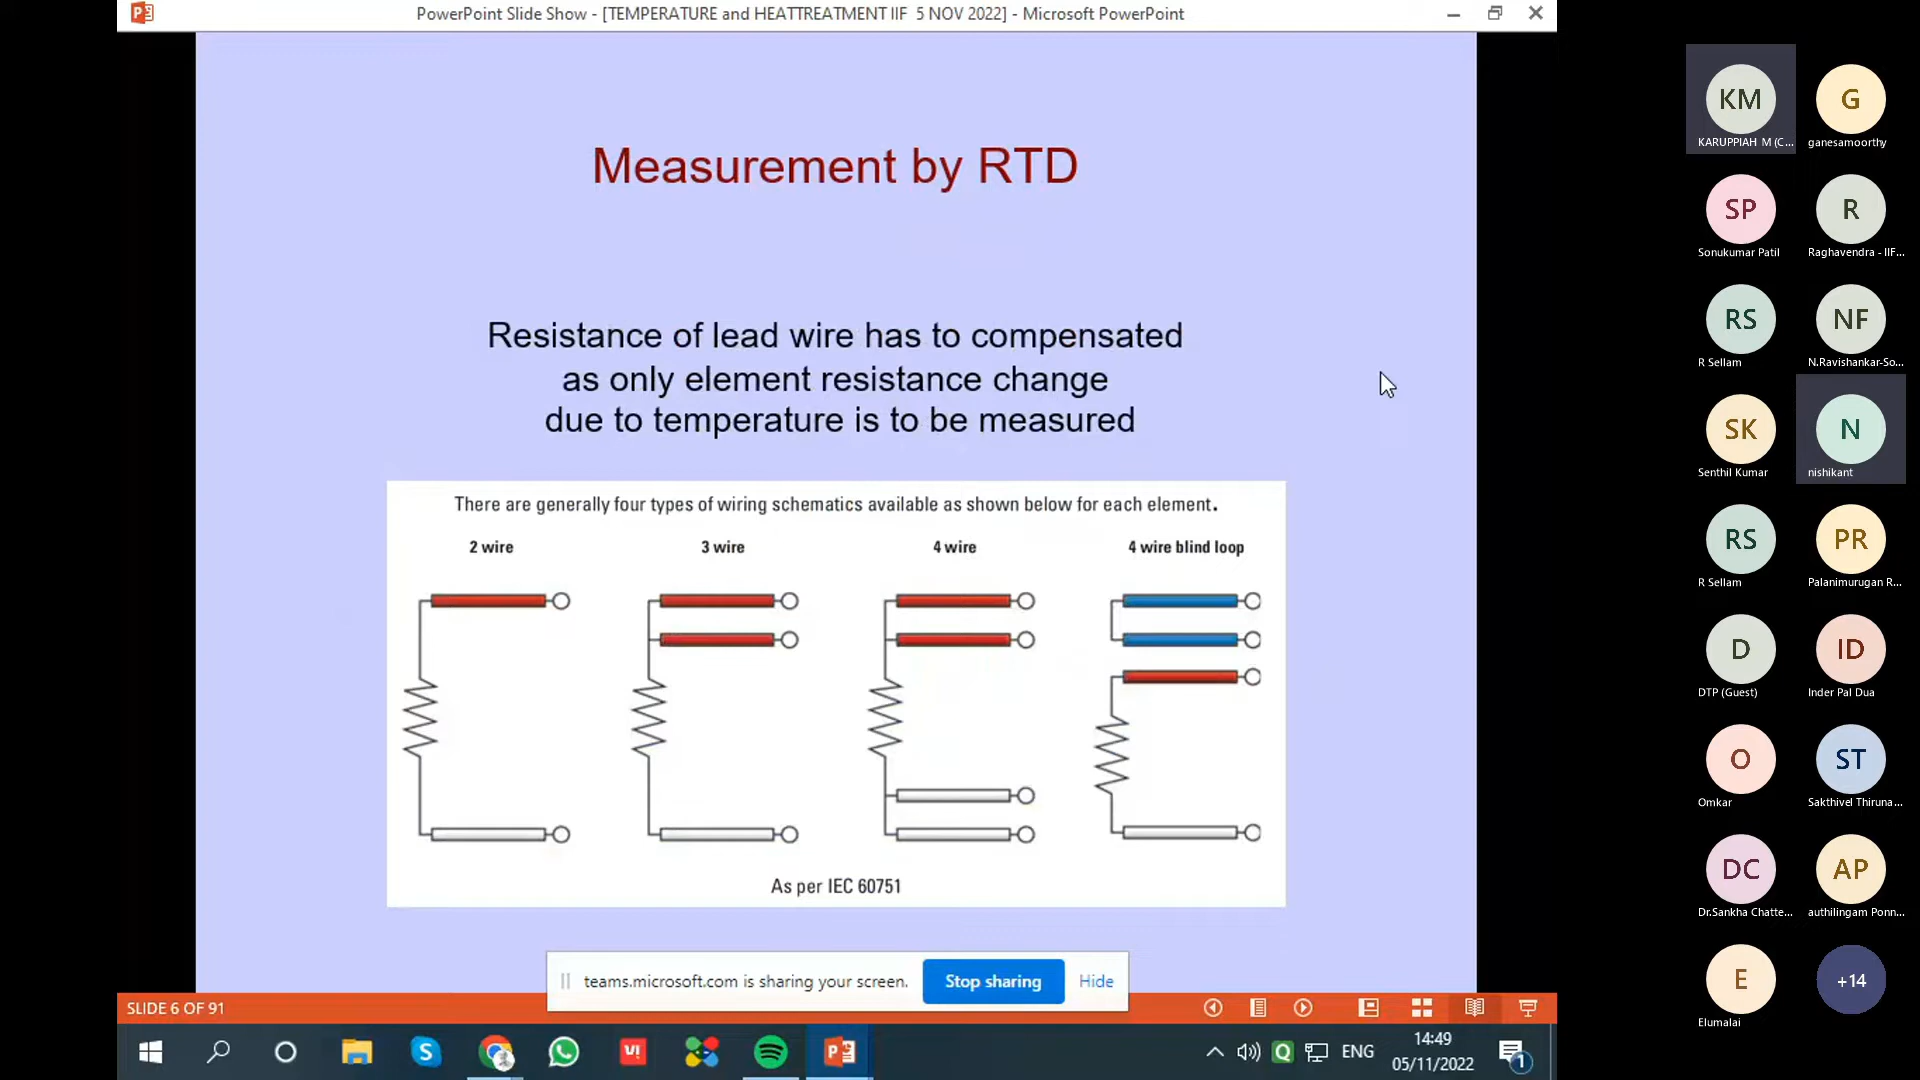 PowerPoint Slide Show - [TEMPERATURE and HEATTREATMENT IIF  5 NOV 2022] - Microsoft PowerPoint
Measurement by RTD
Resistance of lead wire has to compensated
as only element resistance change
due to temperature is to be measured
There are generally four types of wiring schematics available as shown below for each element.
2 wire
3 wire
4 wire
4 wire blind loop
As per IEC 60751
teams.microsoft.com is sharing your screen.
Stop sharing
Hide
SLIDE 6 OF 91
ENG
14:49
05/11/2022
1
KM
KARUPPIAH M (C...
G
ganesamoorthy
SP
Sonukumar Patil
R
Raghavendra - IIF...
RS
R Sellam
NF
N.Ravishankar-So...
SK
Senthil Kumar
N
nishikant
RS
R Sellam
PR
Palanimurugan R...
D
DTP (Guest)
ID
Inder Pal Dua
O
Omkar
ST
Sakthivel Thiruna...
DC
Dr.Sankha Chatte...
AP
authilingam Ponn...
E
Elumalai
+14